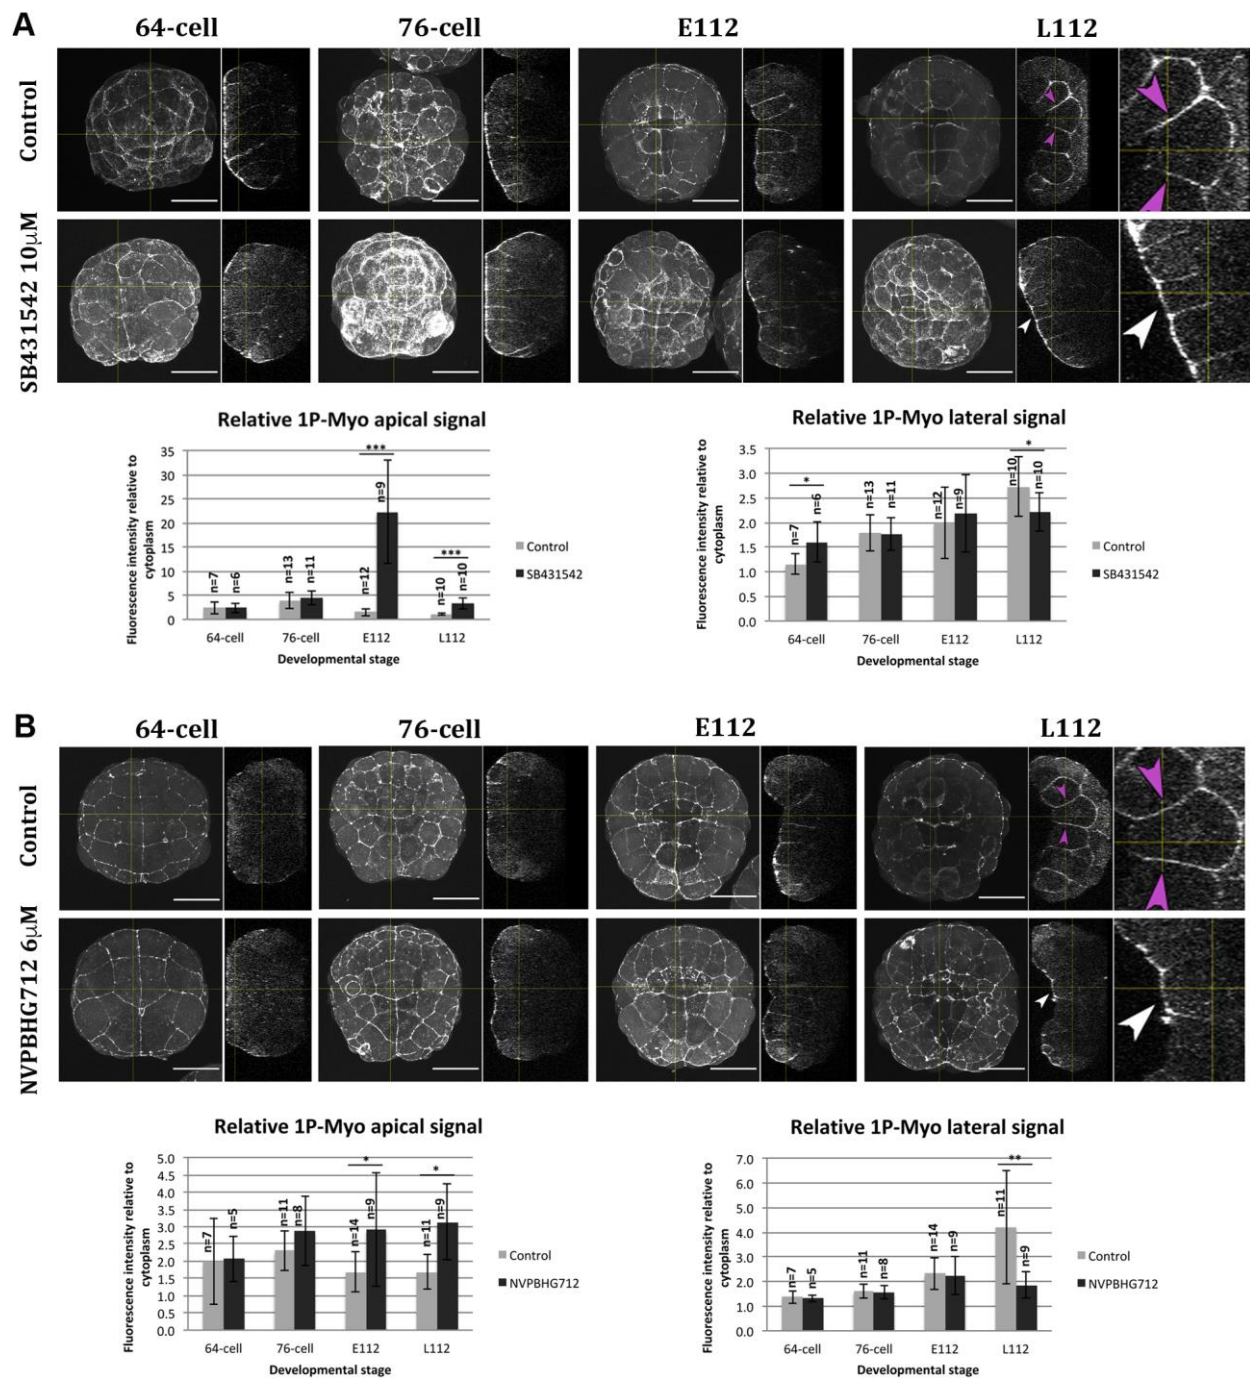 A
64-cell
76-cell
E112
L112
Control
SB431542 10μM
Relative 1P-Myo apical signal
Fluorescence intensity relative to
cytoplasm
35
30
25
20
15
10
5
0
n=7
n=6
n=13
n=11
n=12
***
n=9
***
n=10
n=10
64-cell
76-cell
E112
L112
Developmental stage
Control
SB431542
Relative 1P-Myo lateral signal
Fluorescence intensity relative to
cytoplasm
3.5
3.0
2.5
2.0
1.5
1.0
0.5
0.0
*
n=7
n=6
n=13
n=11
n=12
n=9
*
n=10
n=10
64-cell
76-cell
E112
L112
Developmental stage
Control
SB431542
B
64-cell
76-cell
E112
L112
Control
NVPBHG712 6μM
Relative 1P-Myo apical signal
Fluorescence intensity relative to
cytoplasm
5.0
4.5
4.0
3.5
3.0
2.5
2.0
1.5
1.0
0.5
0.0
n=7
n=5
n=11
n=8
*
n=14
n=9
*
n=11
n=9
64-cell
76-cell
E112
L112
Developmental stage
Control
NVPBHG712
Relative 1P-Myo lateral signal
Fluorescence intensity relative to
cytoplasm
7.0
6.0
5.0
4.0
3.0
2.0
1.0
0.0
n=7
n=5
n=11
n=8
n=14
n=9
**
n=11
n=9
64-cell
76-cell
E112
L112
Developmental stage
Control
NVPBHG712